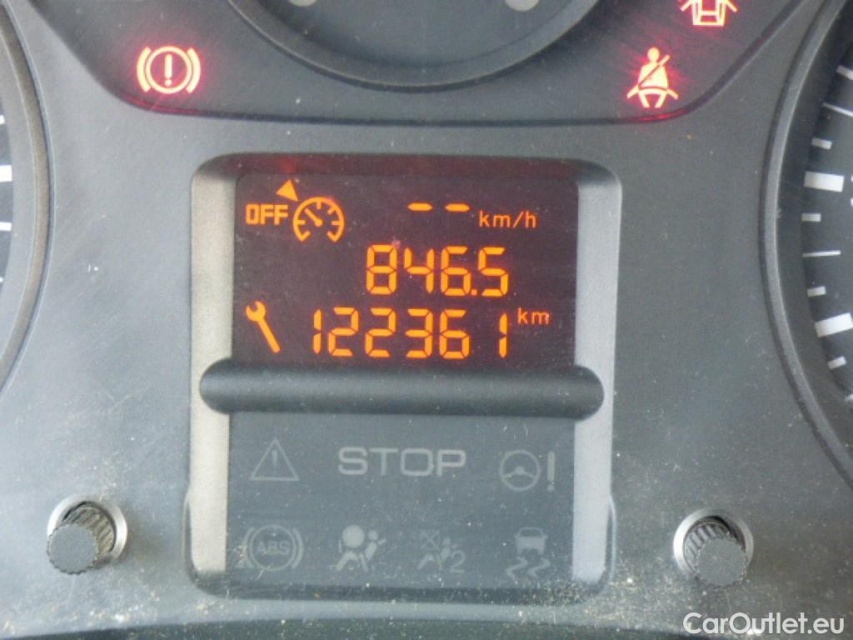 OFF -- km/h
846.5
122361 km
STOP
!
ABS
2
CarOutlet.eu